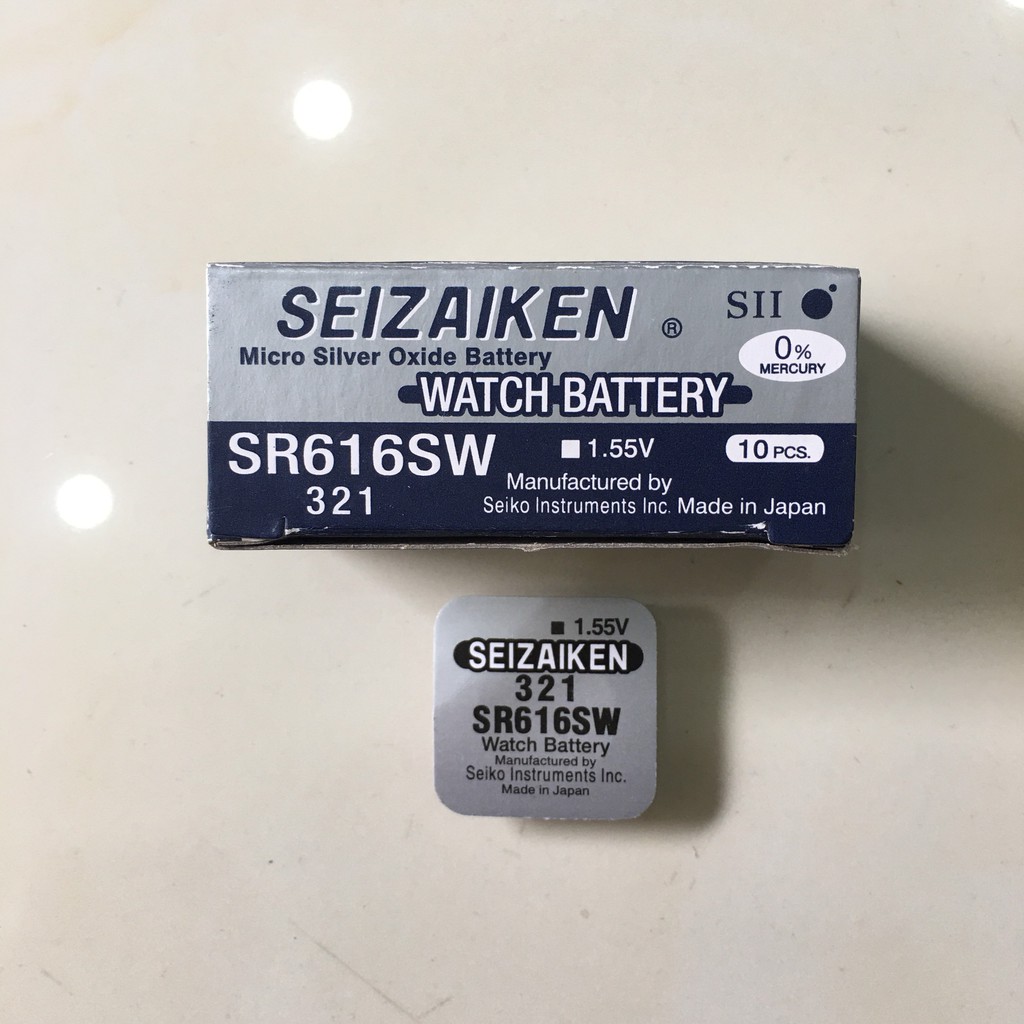 SEIZAIKEN ® SII
Micro Silver Oxide Battery
0%
MERCURY
WATCH BATTERY
SR616SW
321
1.55V
10 PCS.
Manufactured by
Seiko Instruments Inc. Made in Japan
1.55V
SEIZAIKEN
321
SR616SW
Watch Battery
Manufactured by
Seiko Instruments Inc.
Made in Japan